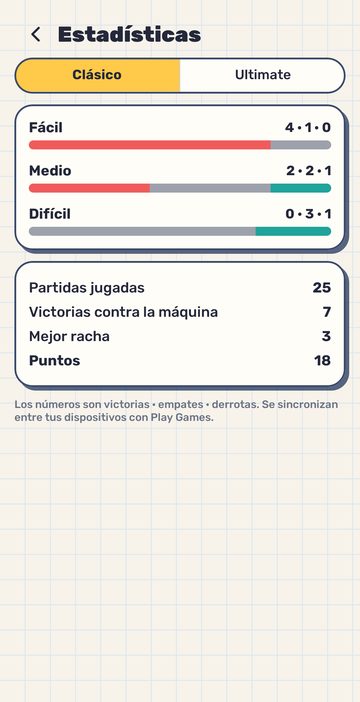 Estadísticas
Clásico
Ultimate
Fácil 4 · 1 · 0
Medio 2 · 2 · 1
Difícil 0 · 3 · 1
Partidas jugadas 25
Victorias contra la máquina 7
Mejor racha 3
Puntos 18
Los números son victorias · empates · derrotas. Se sincronizan
entre tus dispositivos con Play Games.